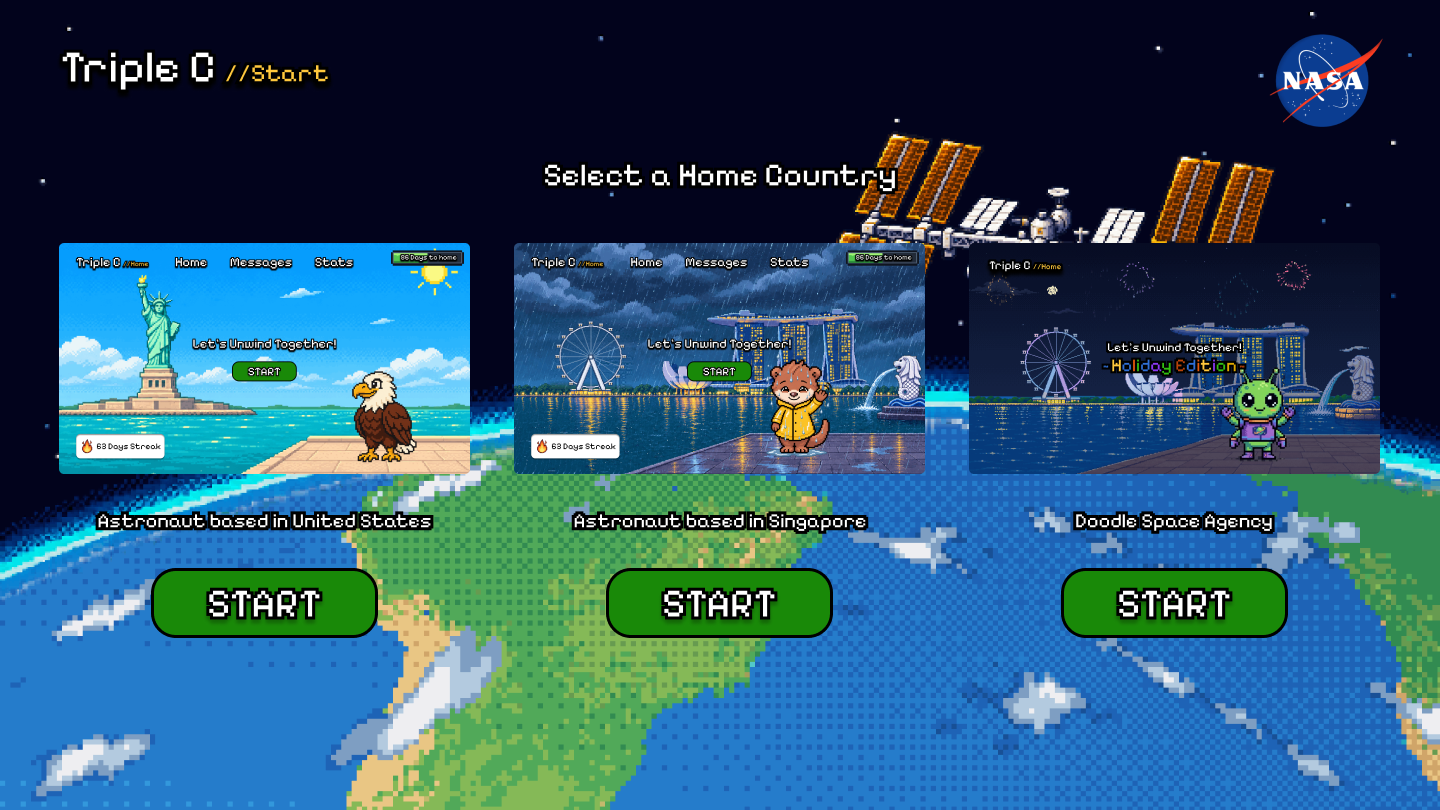 Triple C //Start
NASA
Select a Home Country
Triple C //Home
Home
Messages
Stats
86 Days to home
Let's Unwind Together!
START
63 Days Streak
Triple C //Home
Home
Messages
Stats
86 Days to home
Let's Unwind Together!
START
63 Days Streak
Triple C //Home
Let's Unwind Together!
-Holiday Edition-
Astronaut based in United States
Astronaut based in Singapore
Doodle Space Agency
START
START
START